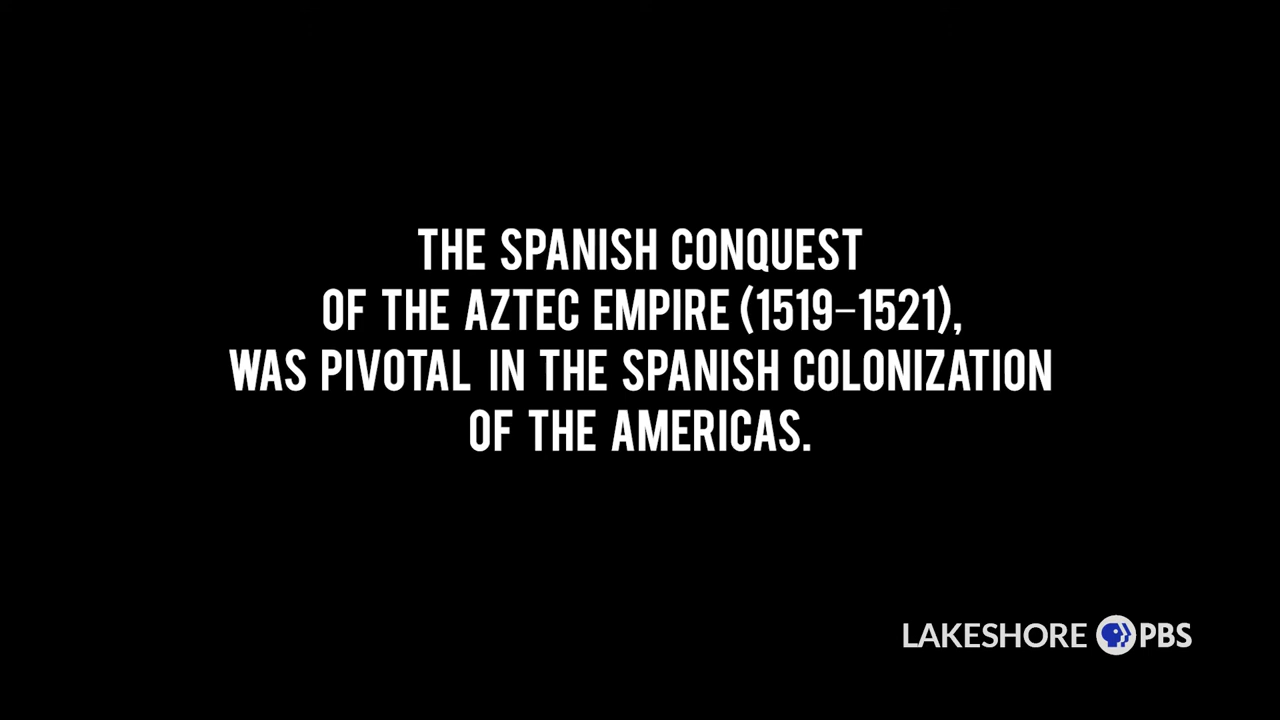 THE SPANISH CONQUEST
OF THE AZTEC EMPIRE (1519–1521),
WAS PIVOTAL IN THE SPANISH COLONIZATION
OF THE AMERICAS.
LAKESHORE PBS